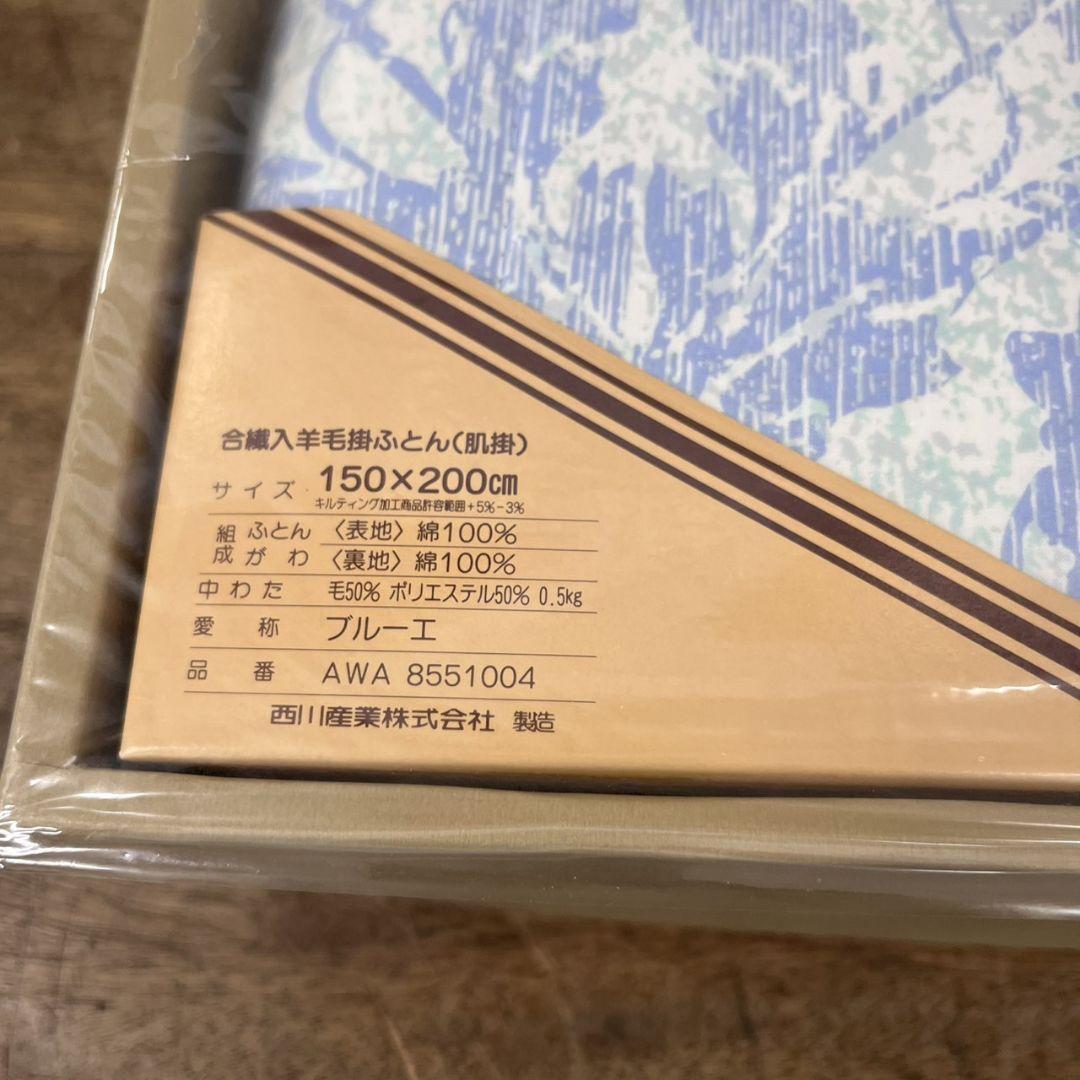 合繊入羊毛掛ふとん(肌掛)
サイズ 150×200cm
キルティング加工商品許容範囲+5%-3%
組成 ふとんがわ 〈表地〉綿100%
〈裏地〉綿100%
中わた 毛50% ポリエステル50% 0.5kg
愛称 ブルーエ
品番 AWA 8551004
西川産業株式会社 製造